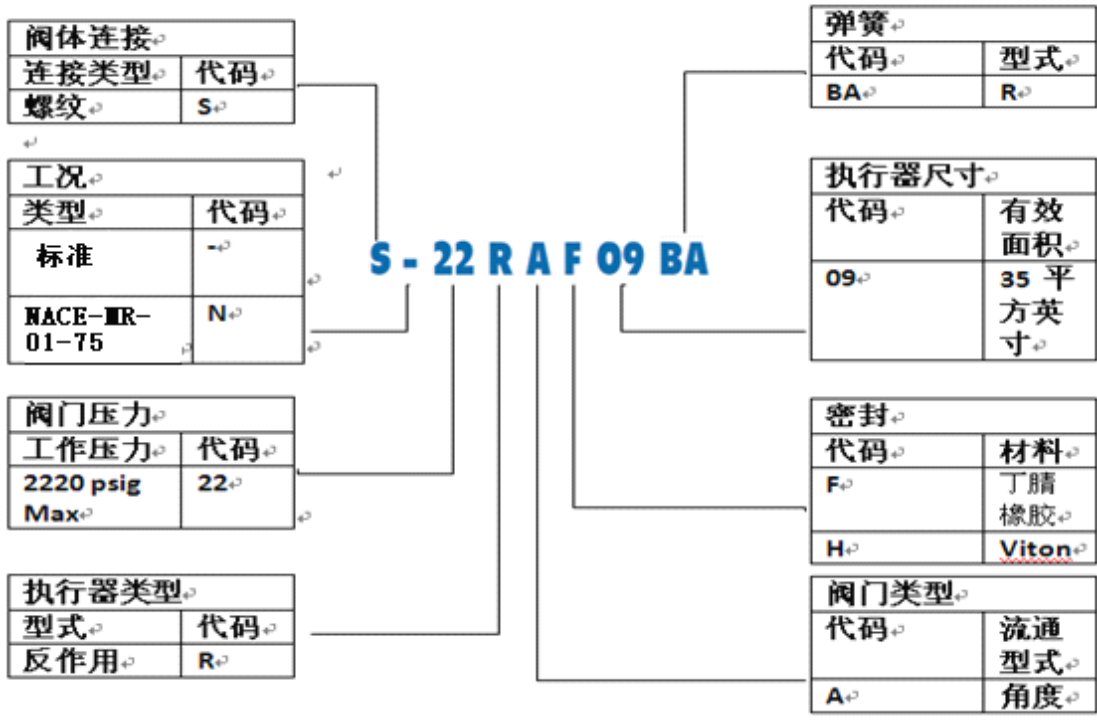 阀体连接
连接类型 代码
螺纹 S
工况
类型 代码
标准 -
NACE-MR-
01-75
N
阀门压力
工作压力 代码
2220 psig
Max
22
执行器类型
型式 代码
反作用 R
S - 22 R A F 09 BA
弹簧
代码 型式
BA R
执行器尺寸
代码 有效
面积
09 35 平
方英
寸
密封
代码 材料
F 丁腈
橡胶
H Viton
阀门类型
代码 流通
型式
A 角度